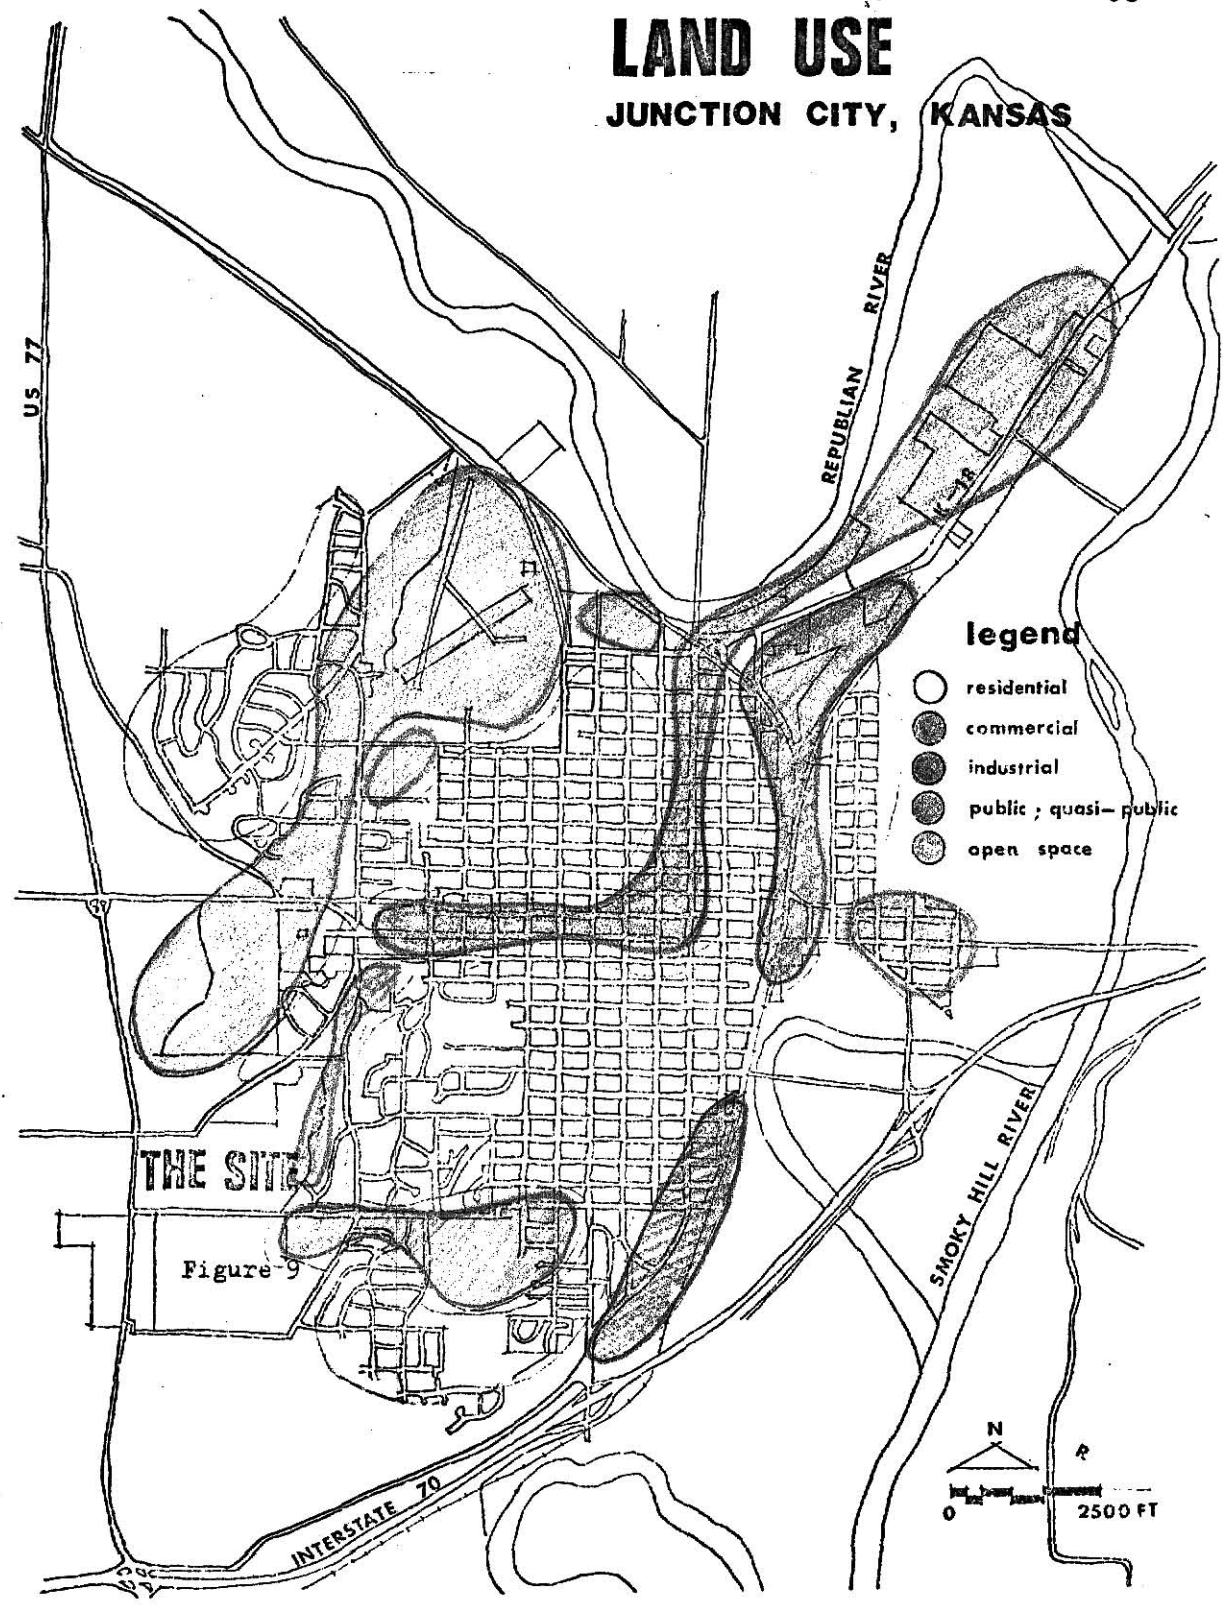 LAND USE
JUNCTION CITY, KANSAS
US 77
REPUBLIAN RIVER
K-18
legend
residential
commercial
industrial
public ; quasi-public
open space
THE SITE
Figure 9
SMOKY HILL RIVER
INTERSTATE 70
N
R
0 2500 FT